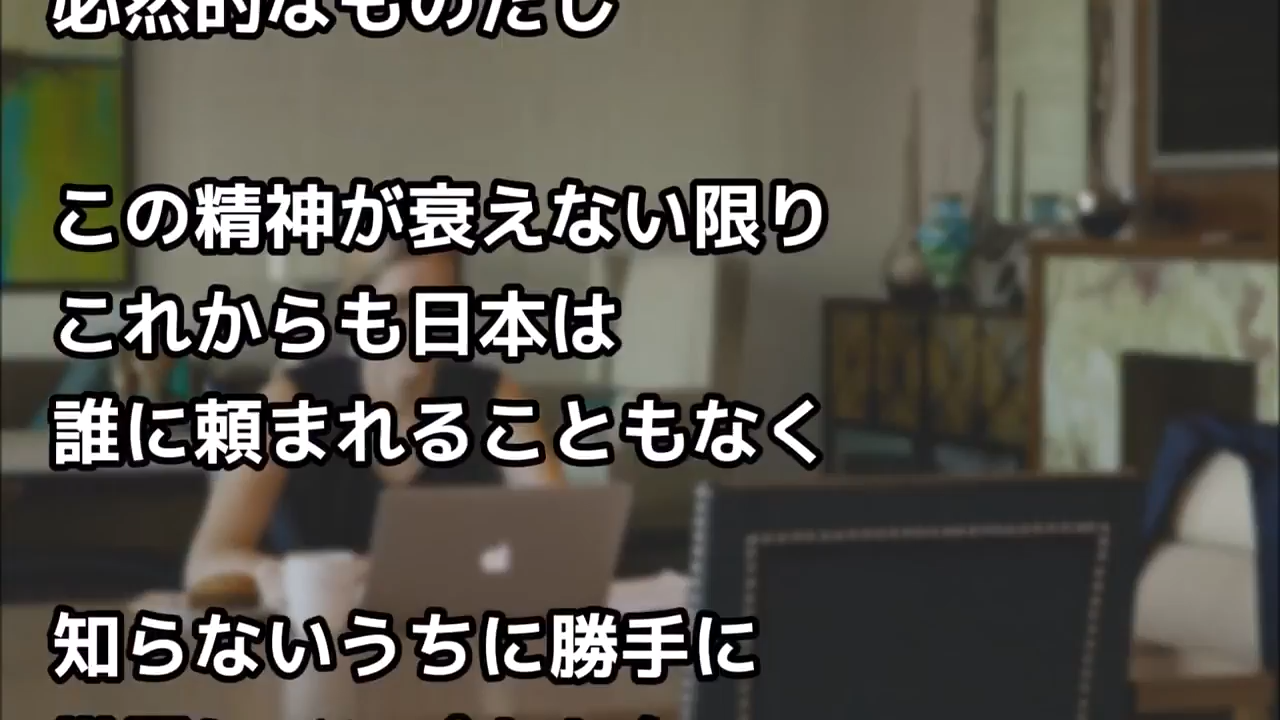 必然的なものだし
この精神が衰えない限り
これからも日本は
誰に頼まれることもなく
知らないうちに勝手に